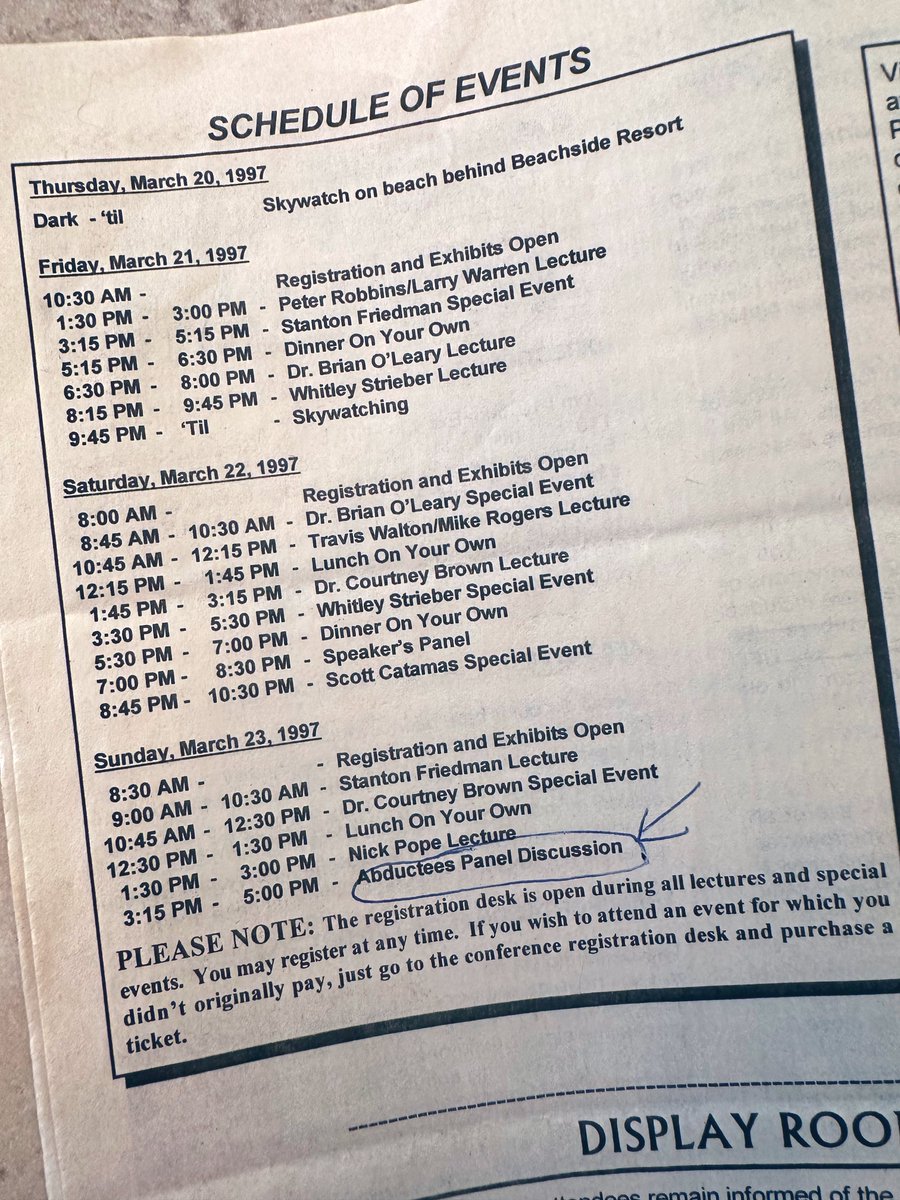 SCHEDULE OF EVENTS
Thursday, March 20, 1997
Dark - ‘til Skywatch on beach behind Beachside Resort
Friday, March 21, 1997
10:30 AM - Registration and Exhibits Open
1:30 PM - 3:00 PM - Peter Robbins/Larry Warren Lecture
3:15 PM - 5:15 PM - Stanton Friedman Special Event
5:15 PM - 6:30 PM - Dinner On Your Own
6:30 PM - 8:00 PM - Dr. Brian O’Leary Lecture
8:15 PM - 9:45 PM - Whitley Strieber Lecture
9:45 PM - ‘Til - Skywatching
Saturday, March 22, 1997
8:00 AM - Registration and Exhibits Open
8:45 AM - 10:30 AM - Dr. Brian O’Leary Special Event
10:45 AM - 12:15 PM - Travis Walton/Mike Rogers Lecture
12:15 PM - 1:45 PM - Lunch On Your Own
1:45 PM - 3:15 PM - Dr. Courtney Brown Lecture
3:30 PM - 5:30 PM - Whitley Strieber Special Event
5:30 PM - 7:00 PM - Dinner On Your Own
7:00 PM - 8:30 PM - Speaker’s Panel
8:45 PM - 10:30 PM - Scott Catamas Special Event
Sunday, March 23, 1997
8:30 AM - - Registration and Exhibits Open
9:00 AM - 10:30 AM - Stanton Friedman Lecture
10:45 AM - 12:30 PM - Dr. Courtney Brown Special Event
12:30 PM - 1:30 PM - Lunch On Your Own
1:30 PM - 3:00 PM - Nick Pope Lecture
3:15 PM - 5:00 PM - Abductees Panel Discussion
PLEASE NOTE: The registration desk is open during all lectures and special
events. You may register at any time. If you wish to attend an event for which you
didn’t originally pay, just go to the conference registration desk and purchase a
ticket.
DISPLAY ROO
remain informed of the